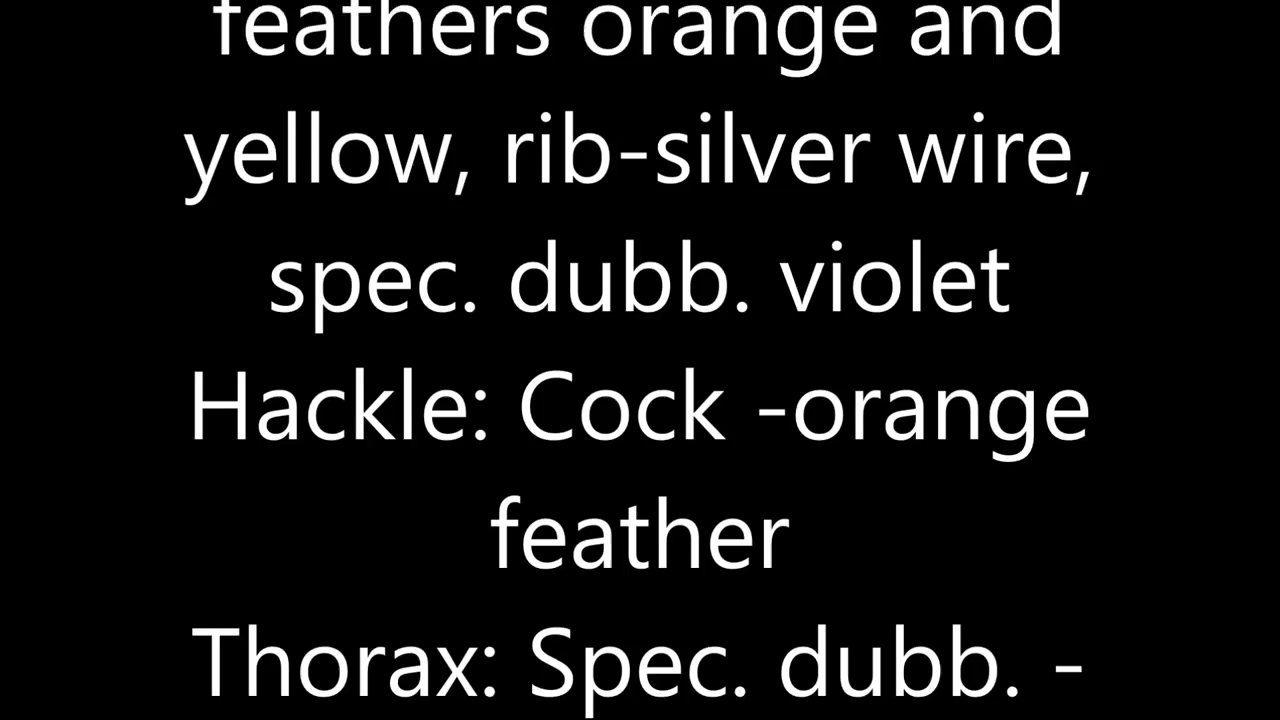 feathers orange and
yellow, rib-silver wire,
spec. dubb. violet
Hackle: Cock -orange
feather
Thorax: Spec. dubb. -